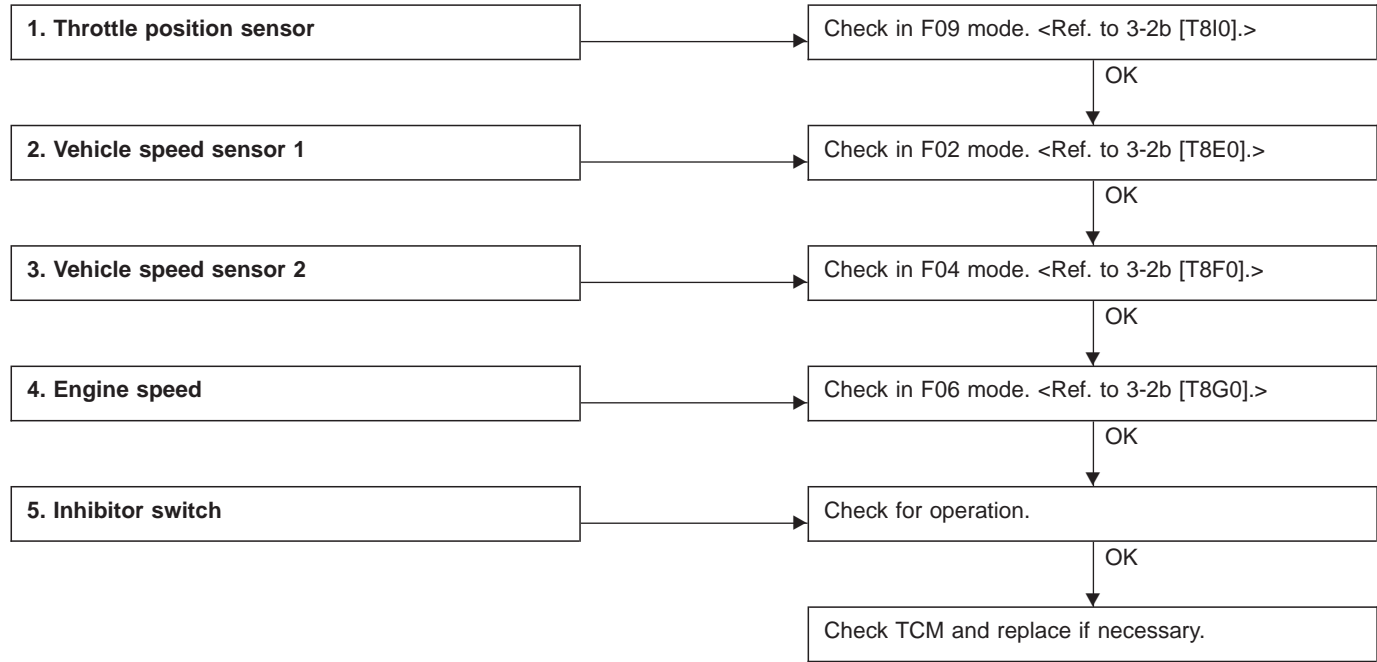 1. Throttle position sensor
Check in F09 mode. <Ref. to 3-2b [T8I0].>
OK
2. Vehicle speed sensor 1
Check in F02 mode. <Ref. to 3-2b [T8E0].>
OK
3. Vehicle speed sensor 2
Check in F04 mode. <Ref. to 3-2b [T8F0].>
OK
4. Engine speed
Check in F06 mode. <Ref. to 3-2b [T8G0].>
OK
5. Inhibitor switch
Check for operation.
OK
Check TCM and replace if necessary.